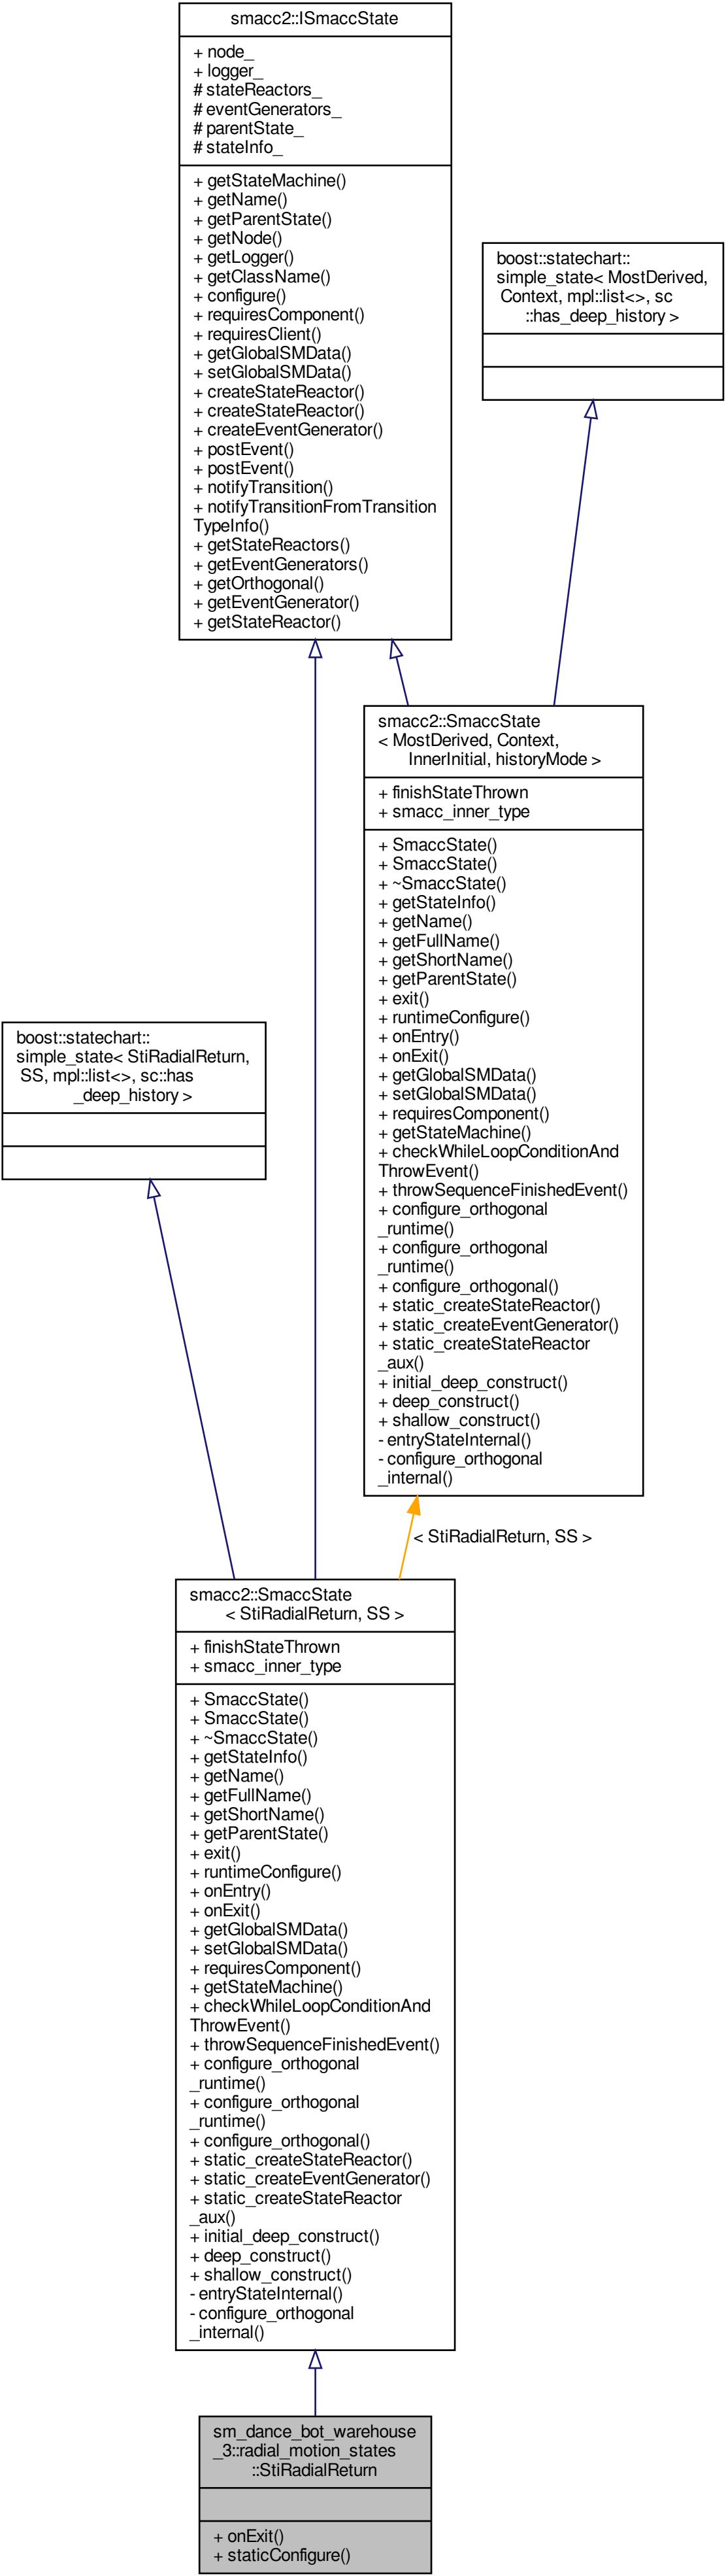 smacc2::ISmaccState
+ node_
+ logger_
# stateReactors_
# eventGenerators_
# parentState_
# stateInfo_
+ getStateMachine()
+ getName()
+ getParentState()
+ getNode()
+ getLogger()
+ getClassName()
+ configure()
+ requiresComponent()
+ requiresClient()
+ getGlobalSMData()
+ setGlobalSMData()
+ createStateReactor()
+ createStateReactor()
+ createEventGenerator()
+ postEvent()
+ postEvent()
+ notifyTransition()
+ notifyTransitionFromTransition
TypeInfo()
+ getStateReactors()
+ getEventGenerators()
+ getOrthogonal()
+ getEventGenerator()
+ getStateReactor()
boost::statechart::
simple_state< MostDerived,
Context, mpl::list<>, sc
::has_deep_history >
smacc2::SmaccState
< MostDerived, Context,
InnerInitial, historyMode >
+ finishStateThrown
+ smacc_inner_type
+ SmaccState()
+ SmaccState()
+ ~SmaccState()
+ getStateInfo()
+ getName()
+ getFullName()
+ getShortName()
+ getParentState()
+ exit()
+ runtimeConfigure()
+ onEntry()
+ onExit()
+ getGlobalSMData()
+ setGlobalSMData()
+ requiresComponent()
+ getStateMachine()
+ checkWhileLoopConditionAnd
ThrowEvent()
+ throwSequenceFinishedEvent()
+ configure_orthogonal
_runtime()
+ configure_orthogonal
_runtime()
+ configure_orthogonal()
+ static_createStateReactor()
+ static_createEventGenerator()
+ static_createStateReactor
_aux()
+ initial_deep_construct()
+ deep_construct()
+ shallow_construct()
- entryStateInternal()
- configure_orthogonal
_internal()
boost::statechart::
simple_state< StiRadialReturn,
SS, mpl::list<>, sc::has
_deep_history >
< StiRadialReturn, SS >
smacc2::SmaccState
< StiRadialReturn, SS >
+ finishStateThrown
+ smacc_inner_type
+ SmaccState()
+ SmaccState()
+ ~SmaccState()
+ getStateInfo()
+ getName()
+ getFullName()
+ getShortName()
+ getParentState()
+ exit()
+ runtimeConfigure()
+ onEntry()
+ onExit()
+ getGlobalSMData()
+ setGlobalSMData()
+ requiresComponent()
+ getStateMachine()
+ checkWhileLoopConditionAnd
ThrowEvent()
+ throwSequenceFinishedEvent()
+ configure_orthogonal
_runtime()
+ configure_orthogonal
_runtime()
+ configure_orthogonal()
+ static_createStateReactor()
+ static_createEventGenerator()
+ static_createStateReactor
_aux()
+ initial_deep_construct()
+ deep_construct()
+ shallow_construct()
- entryStateInternal()
- configure_orthogonal
_internal()
sm_dance_bot_warehouse
_3::radial_motion_states
::StiRadialReturn
+ onExit()
+ staticConfigure()